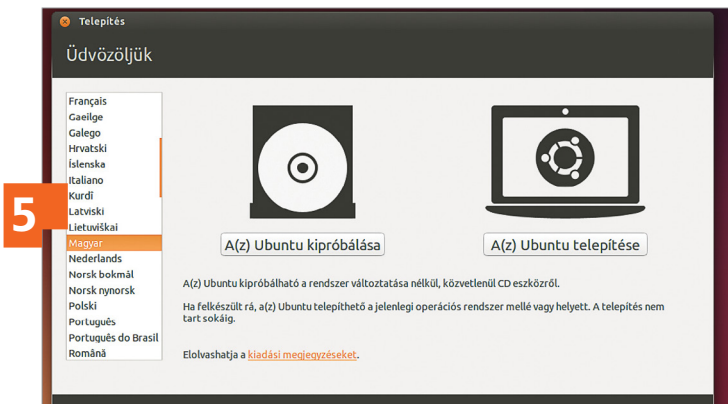 Telepítés
Üdvözöljük
Français
Gaeilge
Galego
Hrvatski
Íslenska
Italiano
Kurdî
Latviski
Lietuviškai
Magyar
Nederlands
Norsk bokmål
Norsk nynorsk
Polski
Português
Português do Brasil
Română
5
A(z) Ubuntu kipróbálása
A(z) Ubuntu telepítése
A(z) Ubuntu kipróbálható a rendszer változtatása nélkül, közvetlenül CD eszközről.
Ha felkészült rá, a(z) Ubuntu telepíthető a jelenlegi operációs rendszer mellé vagy helyett. A telepítés nem
tart sokáig.
Elolvashatja a kiadási megjegyzéseket.